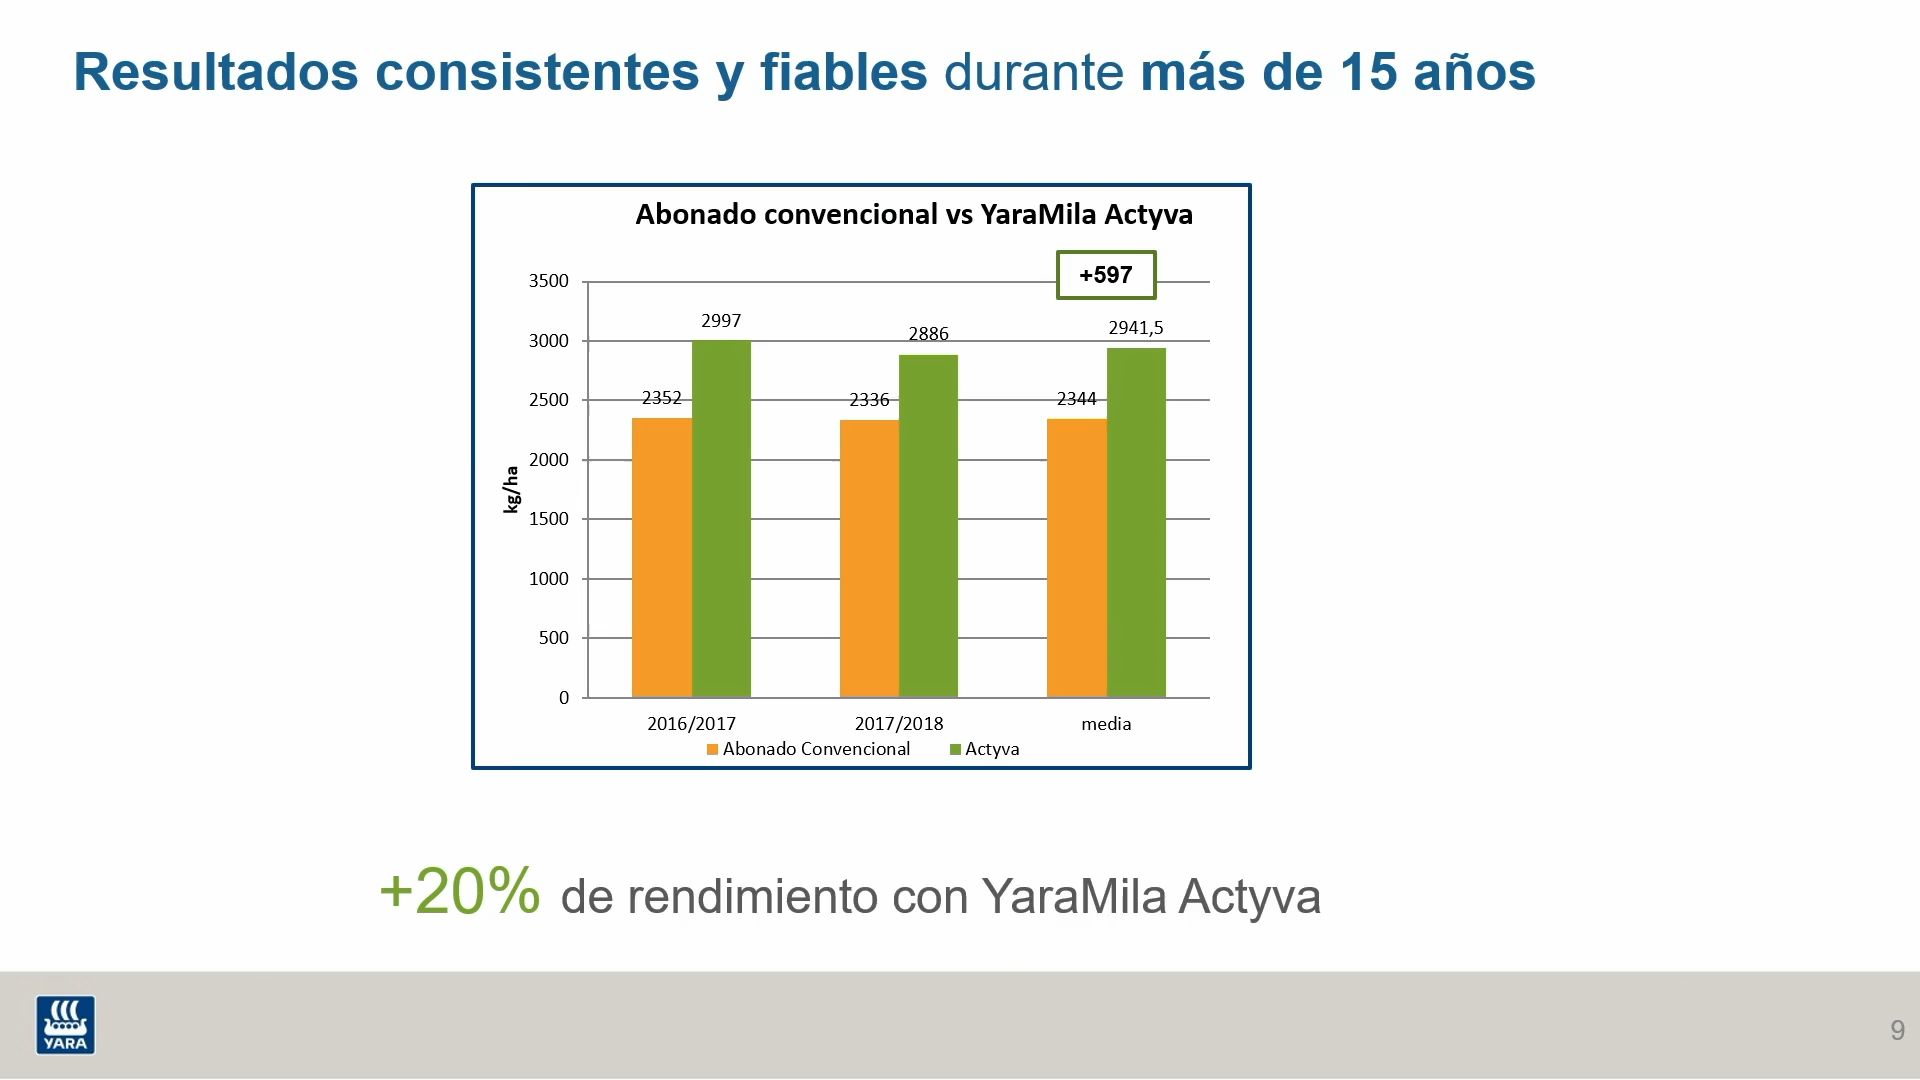 Resultados consistentes y fiables durante más de 15 años
Abonado convencional vs YaraMila Actyva
+597
3500
3000
2500
2000
1500
1000
500
0
kg/ha
2352
2997
2336
2886
2344
2941,5
2016/2017
2017/2018
media
Abonado Convencional
Actyva
+20% de rendimiento con YaraMila Actyva
YARA
9